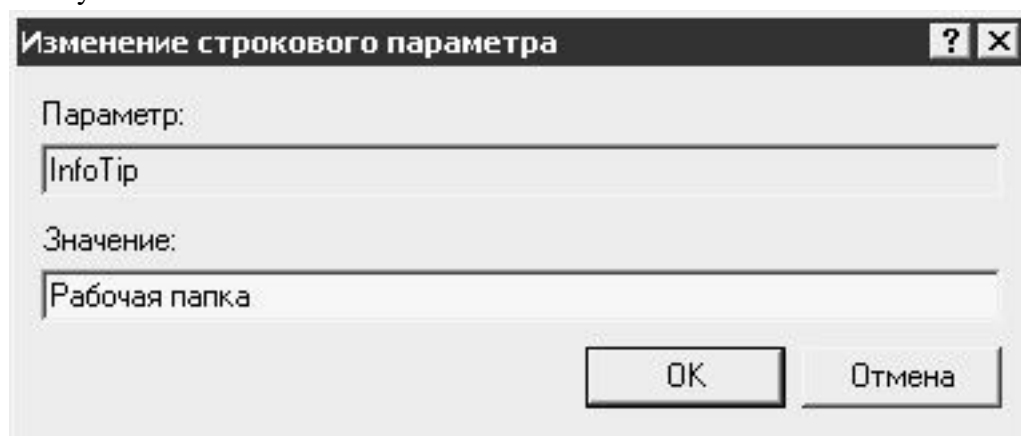 Изменение строкового параметра
Параметр:
InfoTip
Значение:
Рабочая папка
OK Отмена